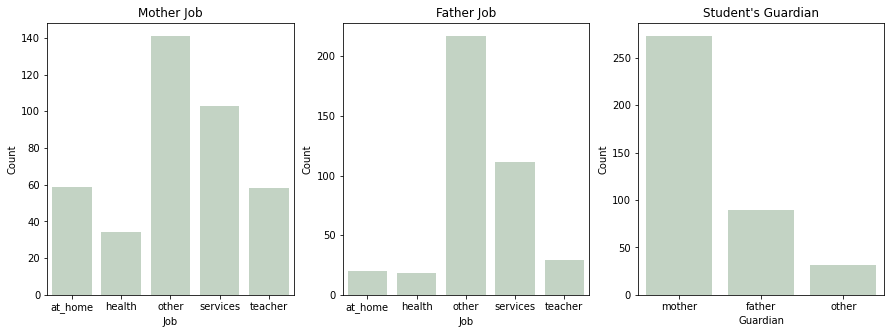 Mother Job
140
120
100
80
60
40
20
0
Count
at_home health other services teacher
Job
Father Job
200
150
100
50
0
Count
at_home health other services teacher
Job
Student's Guardian
250
200
150
100
50
0
Count
mother father other
Guardian